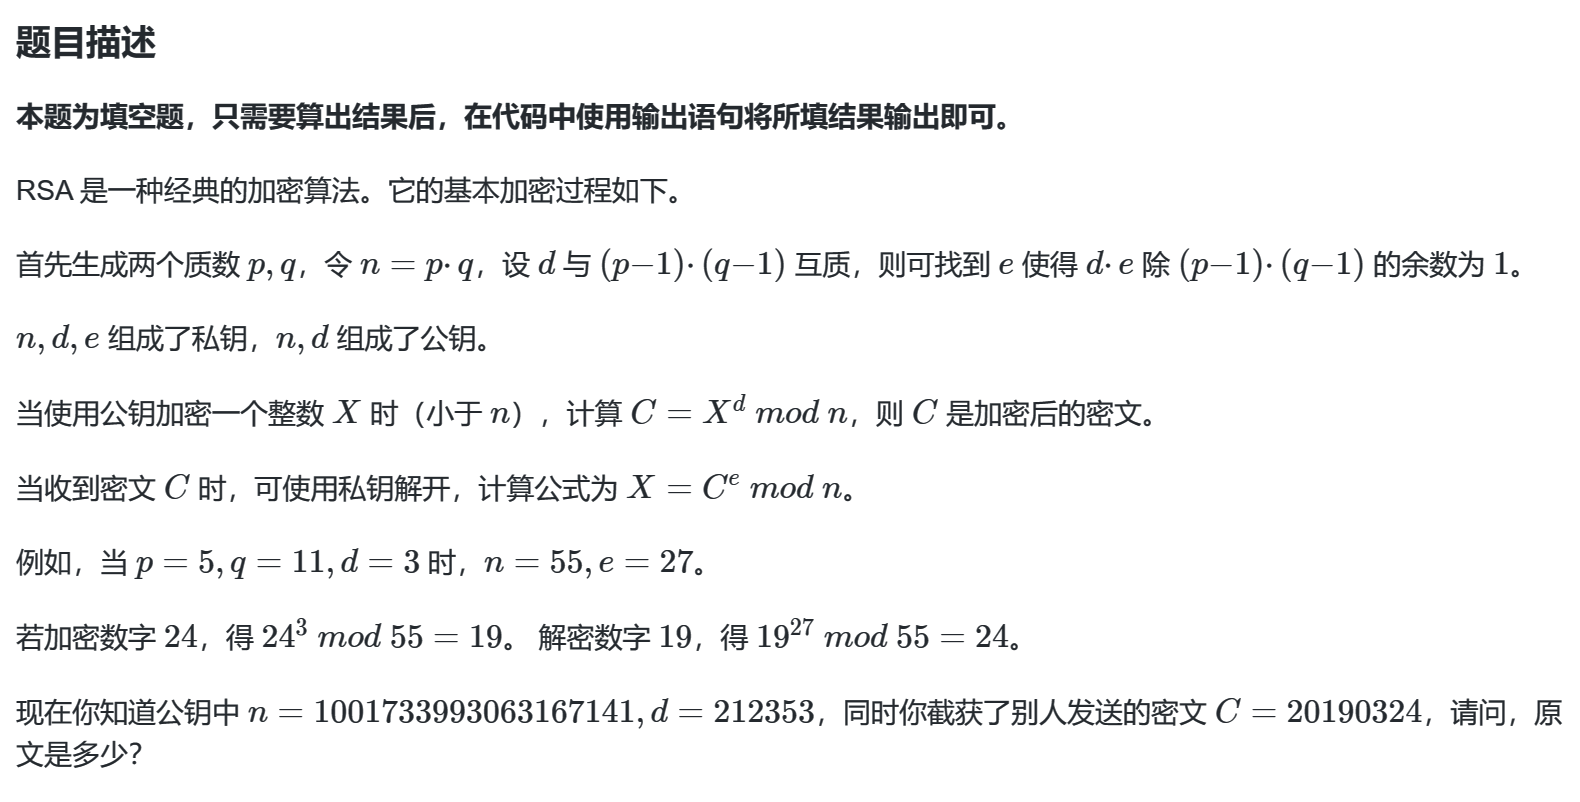 题目描述
本题为填空题，只需要算出结果后，在代码中使用输出语句将所填结果输出即可。
RSA 是一种经典的加密算法。它的基本加密过程如下。
首先生成两个质数 p, q，令 n = p· q，设 d 与 (p−1)· (q−1) 互质，则可找到 e 使得 d· e 除 (p−1)· (q−1) 的余数为 1。
n, d, e 组成了私钥，n, d 组成了公钥。
当使用公钥加密一个整数 X 时（小于 n），计算 C = X^d mod n，则 C 是加密后的密文。
当收到密文 C 时，可使用私钥解开，计算公式为 X = C^e mod n。
例如，当 p = 5, q = 11, d = 3 时，n = 55, e = 27。
若加密数字 24，得 24^3 mod 55 = 19。 解密数字 19，得 19^27 mod 55 = 24。
现在你知道公钥中 n = 1001733993063167141, d = 212353，同时你截获了别人发送的密文 C = 20190324，请问，原
文是多少？